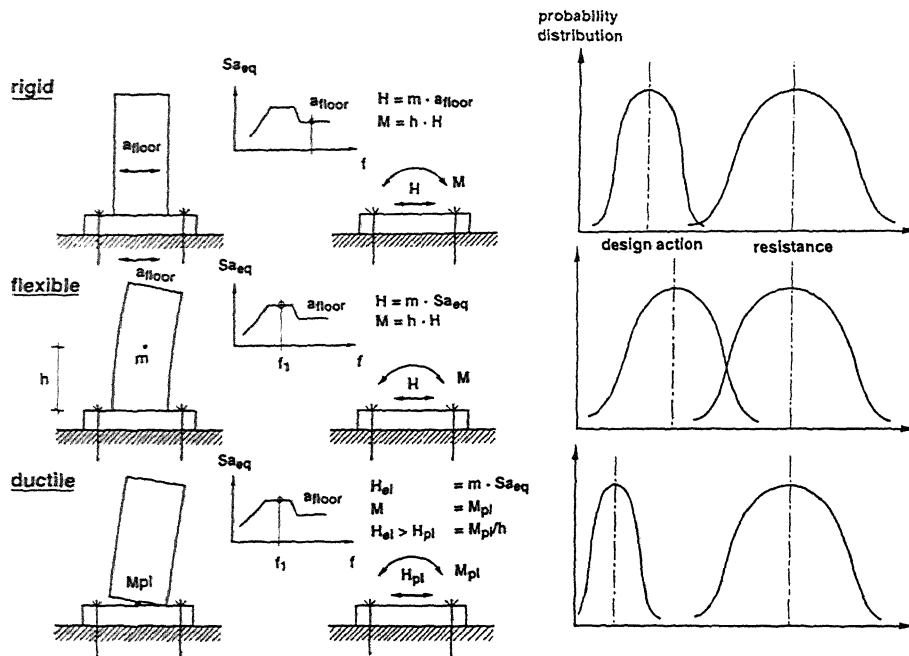 probability
distribution
rigid
Sa_eq
a_floor
H = m · a_floor
M = h · H
a_floor
f
H
M
design action
resistance
a_floor
flexible
Sa_eq
a_floor
H = m · Sa_eq
M = h · H
m
h
f_1
f
H
M
ductile
Sa_eq
a_floor
H_el = m · Sa_eq
M = M_pl
H_el > H_pl = M_pl/h
f_1
f
M_pl
H_pl
M_pl